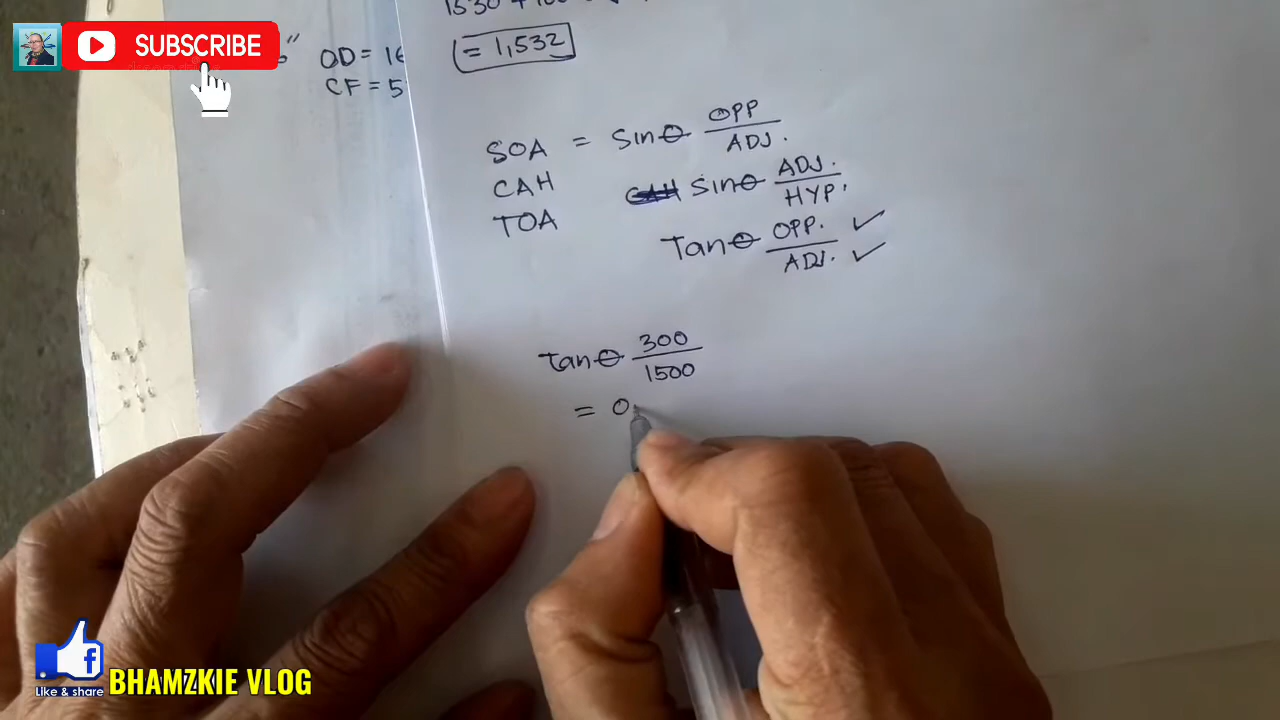 SUBSCRIBE
OD = 16
CF = 5
1530
= 1,532
SOA = Sinθ OPP
ADJ.
CAH Sinθ ADJ.
HYP.
TOA
Tanθ OPP. ✓
ADJ. ✓
Tanθ 300
1500
= 0.
Like & share
BHAMZKIE VLOG